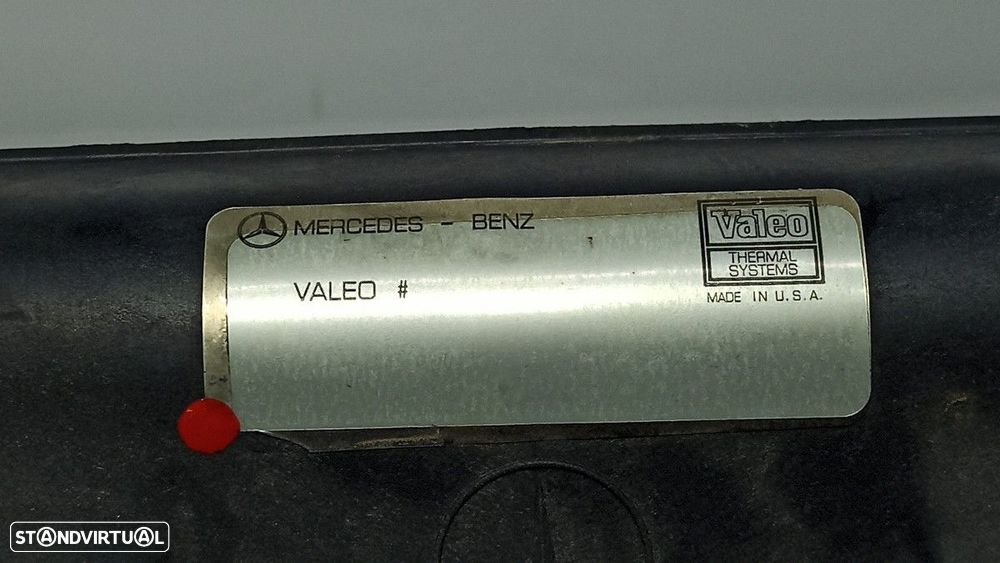 MERCEDES - BENZ
VALEO #
Valeo
THERMAL
SYSTEMS
MADE IN U.S.A.
STANDVIRTUAL